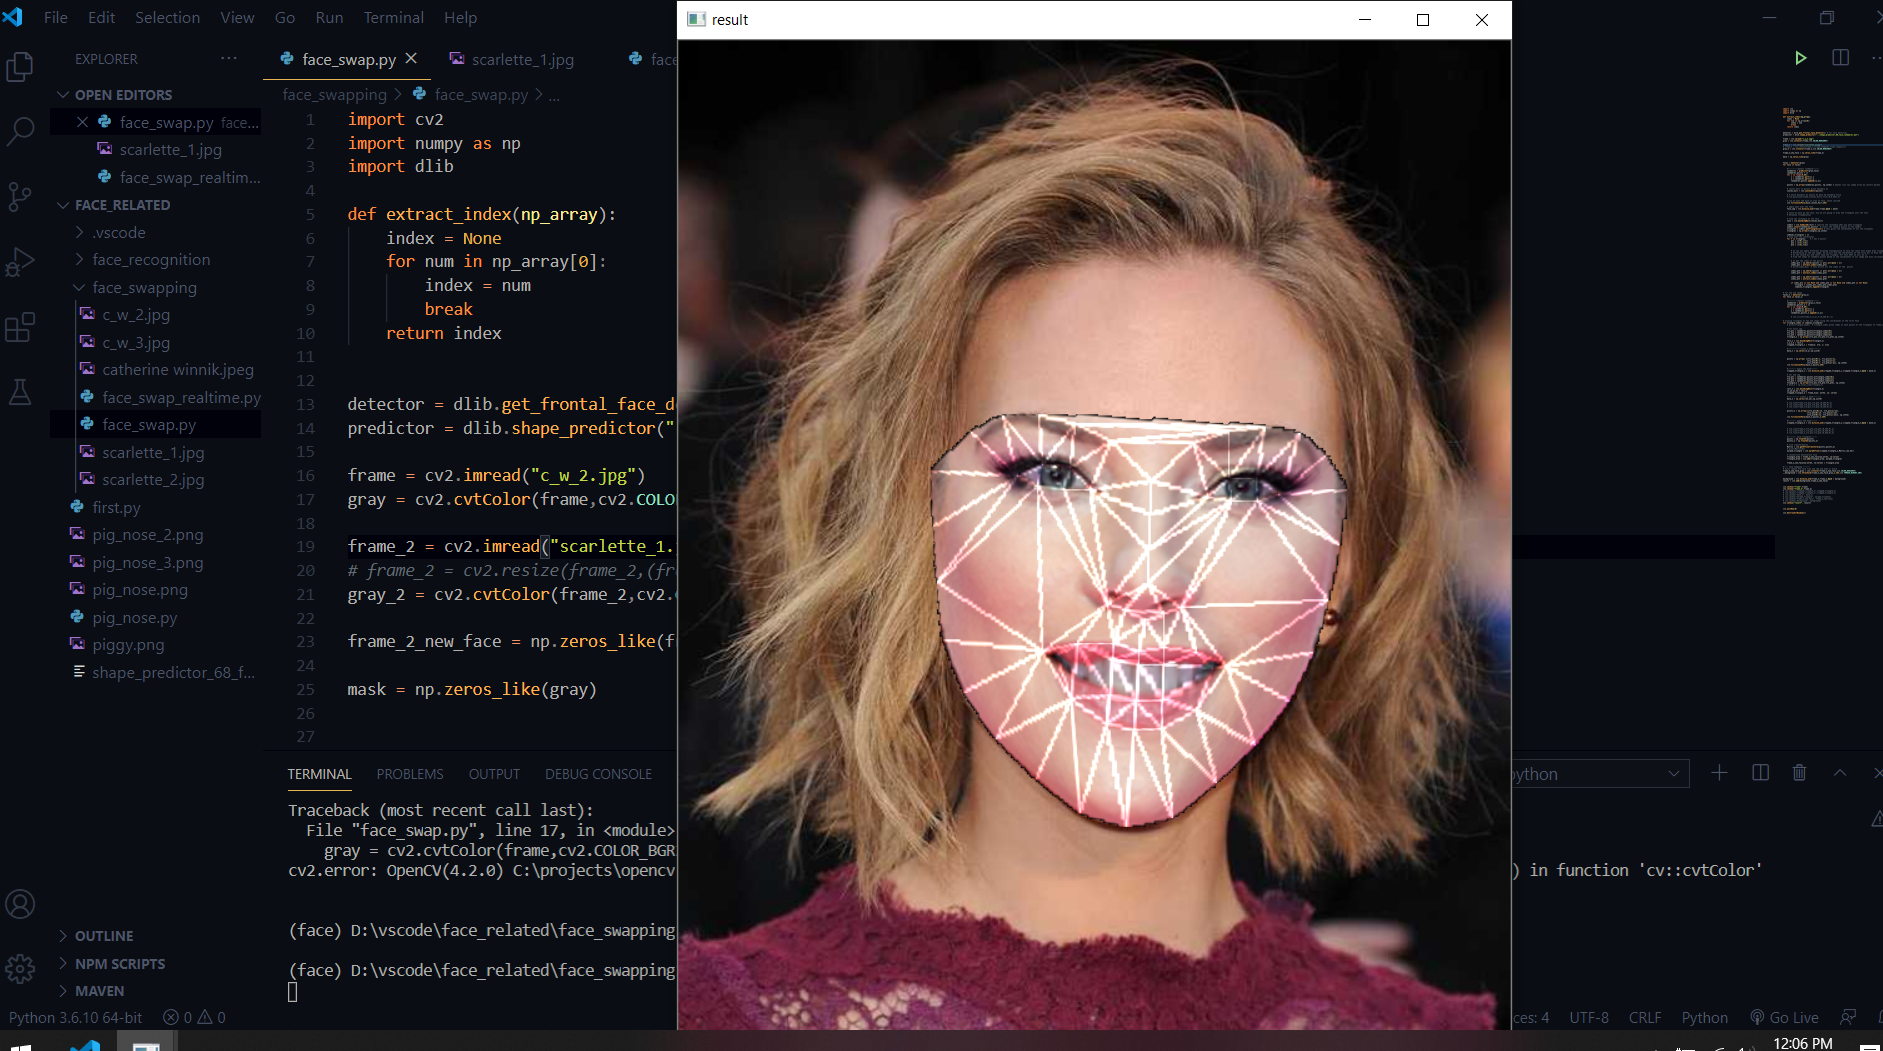 File Edit Selection View Go Run Terminal Help
result
EXPLORER
face_swap.py
scarlette_1.jpg
face
OPEN EDITORS
face_swap.py face...
scarlette_1.jpg
face_swap_realtim...
FACE_RELATED
.vscode
face_recognition
face_swapping
c_w_2.jpg
c_w_3.jpg
catherine winnik.jpeg
face_swap_realtime.py
face_swap.py
scarlette_1.jpg
scarlette_2.jpg
first.py
pig_nose_2.png
pig_nose_3.png
pig_nose.png
pig_nose.py
piggy.png
shape_predictor_68_f...
OUTLINE
NPM SCRIPTS
MAVEN
face_swapping > face_swap.py > ...
1 import cv2
2 import numpy as np
3 import dlib
4
5 def extract_index(np_array):
6 index = None
7 for num in np_array[0]:
8 index = num
9 break
10 return index
11
12
13 detector = dlib.get_frontal_face_d
14 predictor = dlib.shape_predictor("
15
16 frame = cv2.imread("c_w_2.jpg")
17 gray = cv2.cvtColor(frame,cv2.COLO
18
19 frame_2 = cv2.imread("scarlette_1.
20 # frame_2 = cv2.resize(frame_2,(fr
21 gray_2 = cv2.cvtColor(frame_2,cv2.
22
23 frame_2_new_face = np.zeros_like(f
24
25 mask = np.zeros_like(gray)
26
27
TERMINAL PROBLEMS OUTPUT DEBUG CONSOLE
python
Traceback (most recent call last):
File "face_swap.py", line 17, in <module>
gray = cv2.cvtColor(frame,cv2.COLOR_BGR
cv2.error: OpenCV(4.2.0) C:\projects\opencv
) in function 'cv::cvtColor'
(face) D:\vscode\face_related\face_swapping
(face) D:\vscode\face_related\face_swapping
Python 3.6.10 64-bit 0 0
ces: 4 UTF-8 CRLF Python Go Live
12:06 PM